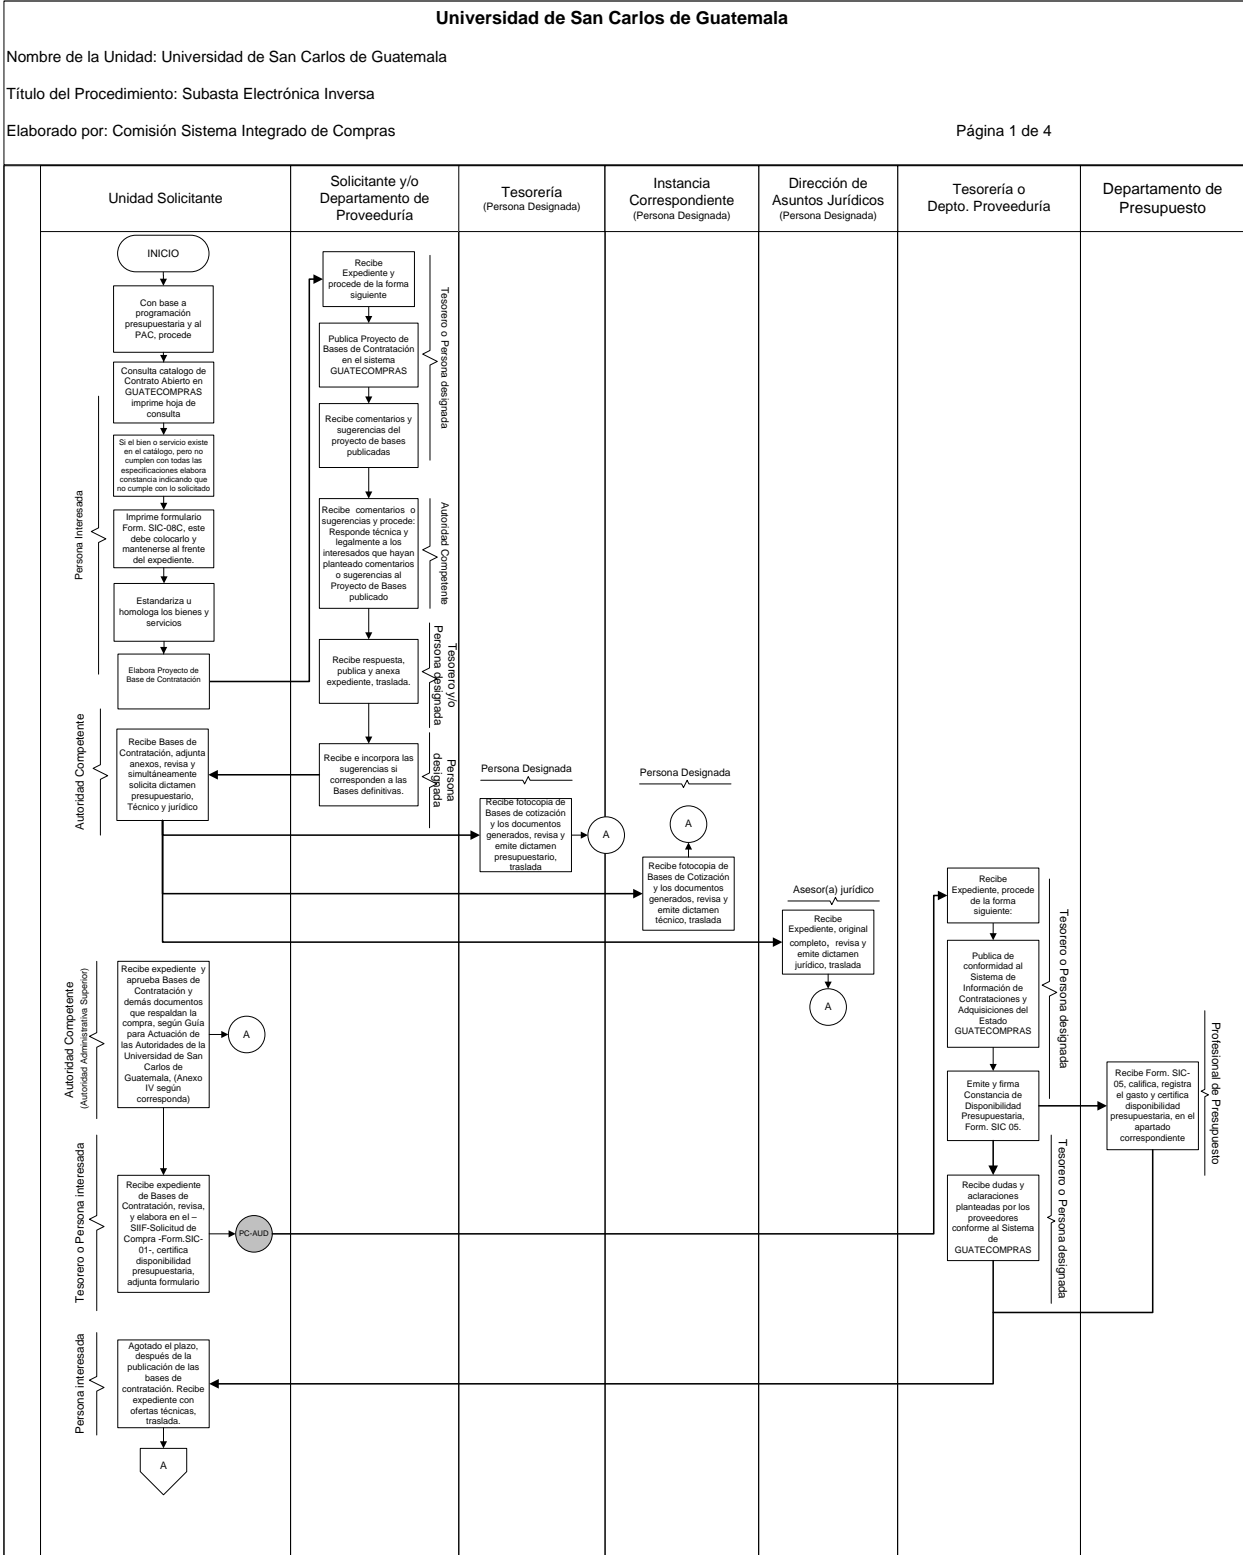 Universidad de San Carlos de Guatemala
Nombre de la Unidad: Universidad de San Carlos de Guatemala
Título del Procedimiento: Subasta Electrónica Inversa
Elaborado por: Comisión Sistema Integrado de Compras
Página 1 de 4
Unidad Solicitante
Solicitante y/o
Departamento de
Proveeduría
Tesorería
(Persona Designada)
Instancia
Correspondiente
(Persona Designada)
Dirección de
Asuntos Jurídicos
(Persona Designada)
Tesorería o
Depto. Proveeduría
Departamento de
Presupuesto
INICIO
Con base a
programación
presupuestaria y al
PAC, procede
Consulta catalogo de
Contrato Abierto en
GUATECOMPRAS
imprime hoja de
consulta
Si el bien o servicio existe
en el catálogo, pero no
cumplen con todas las
especificaciones elabora
constancia indicando que
no cumple con lo solicitado
Imprime formulario
Form. SIC-08C, este
debe colocarlo y
mantenerse al frente
del expediente.
Estandariza u
homologa los bienes y
servicios
Elabora Proyecto de
Base de Contratación
Persona Interesada
Recibe
Expediente y
procede de la forma
siguiente
Publica Proyecto de
Bases de Contratación
en el sistema
GUATECOMPRAS
Recibe comentarios y
sugerencias del
proyecto de bases
publicadas
Tesorero o Persona designada
Recibe comentarios o
sugerencias y procede:
Responde técnica y
legalmente a los
interesados que hayan
planteado comentarios
o sugerencias al
Proyecto de Bases
publicado
Autoridad Competente
Recibe respuesta,
publica y anexa
expediente, traslada.
Tesorero y/o
Persona designada
Recibe e incorpora las
sugerencias si
corresponden a las
Bases definitivas.
Persona
designada
Recibe Bases de
Contratación, adjunta
anexos, revisa y
simultáneamente
solicita dictamen
presupuestario,
Técnico y jurídico
Autoridad Competente
Persona Designada
Recibe fotocopia de
Bases de cotización
y los documentos
generados, revisa y
emite dictamen
presupuestario,
traslada
A
Persona Designada
A
Recibe fotocopia de
Bases de Cotización
y los documentos
generados, revisa y
emite dictamen
técnico, traslada
Asesor(a) jurídico
Recibe
Expediente, original
completo, revisa y
emite dictamen
jurídico, traslada
A
Recibe expediente y
aprueba Bases de
Contratación y
demás documentos
que respaldan la
compra, según Guía
para Actuación de
las Autoridades de la
Universidad de San
Carlos de
Guatemala, (Anexo
IV según
corresponda)
Autoridad Competente
(Autoridad Administrativa Superior)
A
Recibe expediente
de Bases de
Contratación, revisa,
y elabora en el –
SIIF-Solicitud de
Compra -Form.SIC-
01-, certifica
disponibilidad
presupuestaria,
adjunta formulario
Tesorero o Persona interesada
PC-AUD
Recibe
Expediente, procede
de la forma
siguiente:
Publica de
conformidad al
Sistema de
Información de
Contrataciones y
Adquisiciones del
Estado
GUATECOMPRAS
Emite y firma
Constancia de
Disponibilidad
Presupuestaria,
Form. SIC 05.
Tesorero o Persona designada
Recibe Form. SIC-
05, califica, registra
el gasto y certifica
disponibilidad
presupuestaria, en el
apartado
correspondiente
Profesional de Presupuesto
Recibe dudas y
aclaraciones
planteadas por los
proveedores
conforme al Sistema
de
GUATECOMPRAS
Tesorero o Persona designada
Agotado el plazo,
después de la
publicación de las
bases de
contratación. Recibe
expediente con
ofertas técnicas,
traslada.
Persona interesada
A